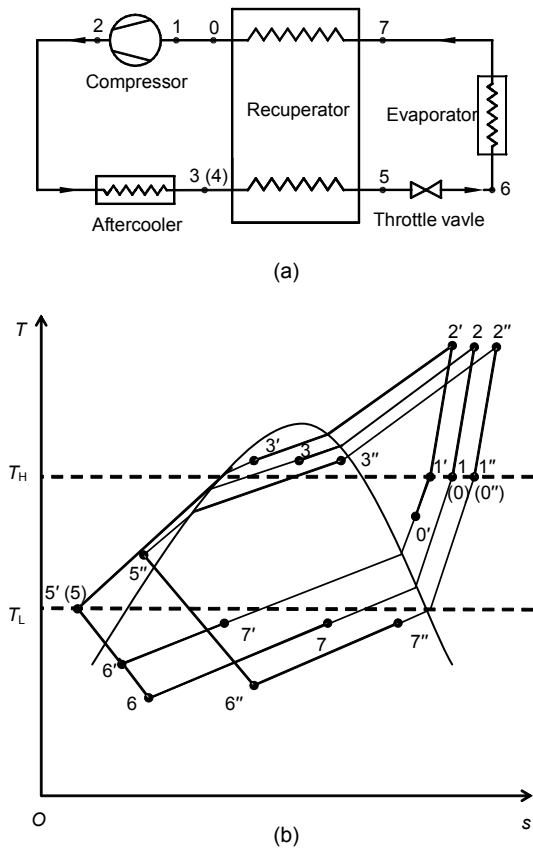 2 1 0 7
Compressor
Recuperator
Evaporator
3 (4) 5 6
Aftercooler
Throttle vavle
(a)
T
2′ 2 2″
3′ 3 3″
T_H
1′ 1 1″
(0) (0″)
0′
5″
5′ (5)
T_L
7′ 7 7″
6′
6 6″
O s
(b)